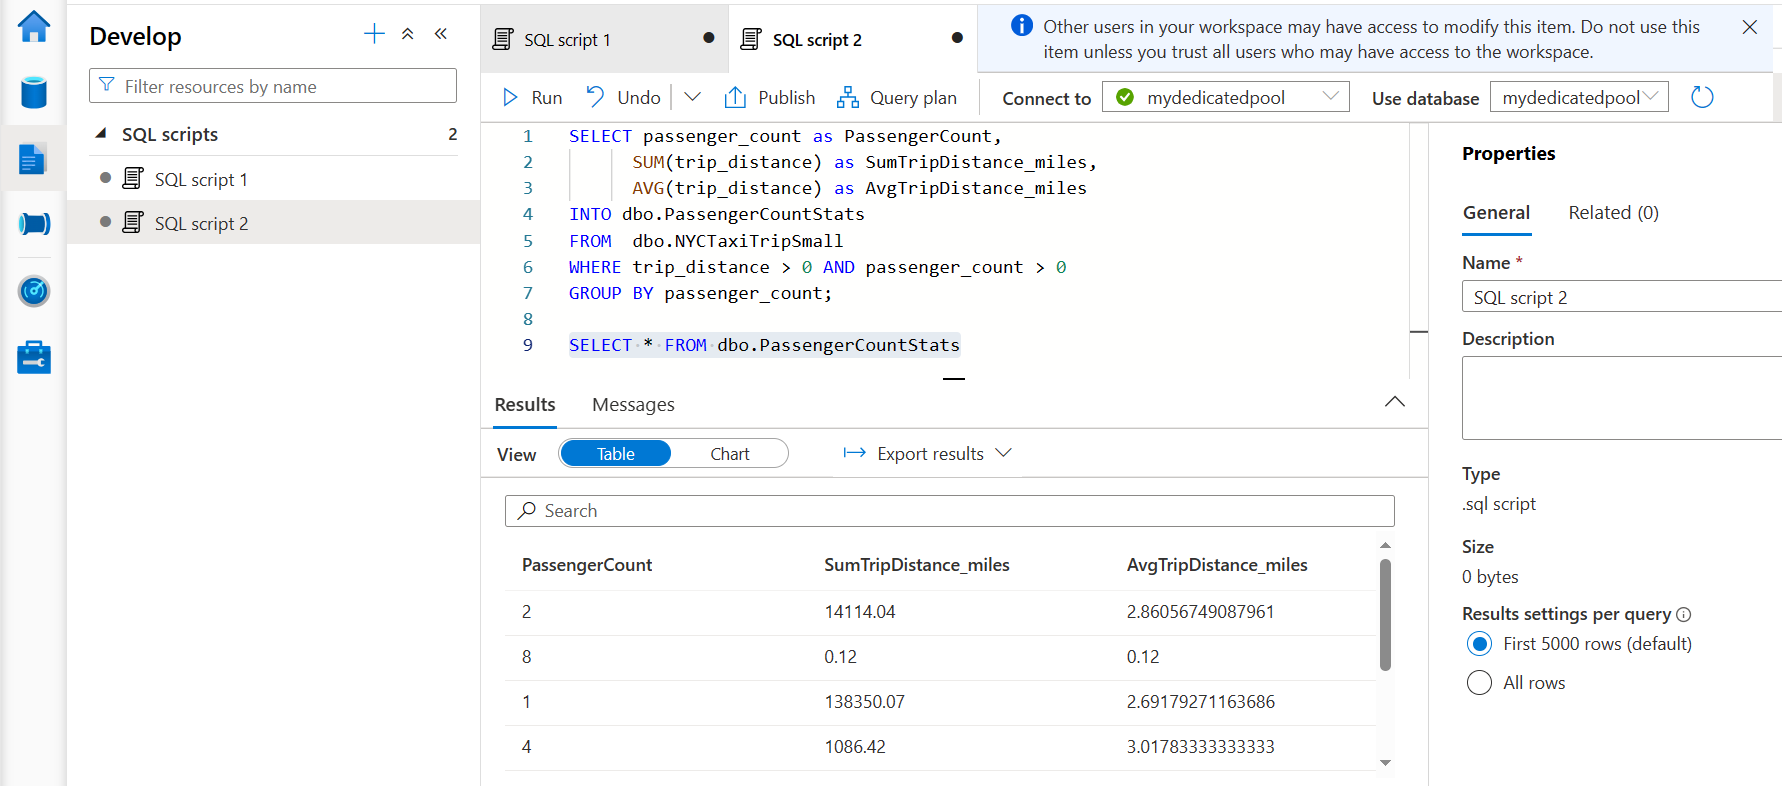 Develop
Filter resources by name
SQL scripts 2
SQL script 1
SQL script 2
SQL script 1
SQL script 2
Other users in your workspace may have access to modify this item. Do not use this
item unless you trust all users who may have access to the workspace.
Run Undo Publish Query plan Connect to mydedicatedpool Use database mydedicatedpool
1 SELECT passenger_count as PassengerCount,
2 SUM(trip_distance) as SumTripDistance_miles,
3 AVG(trip_distance) as AvgTripDistance_miles
4 INTO dbo.PassengerCountStats
5 FROM dbo.NYCTaxiTripSmall
6 WHERE trip_distance > 0 AND passenger_count > 0
7 GROUP BY passenger_count;
8
9 SELECT * FROM dbo.PassengerCountStats
Results Messages
View Table Chart Export results
Search
PassengerCount SumTripDistance_miles AvgTripDistance_miles
2 14114.04 2.86056749087961
8 0.12 0.12
1 138350.07 2.69179271163686
4 1086.42 3.01783333333333
Properties
General Related (0)
Name *
SQL script 2
Description
Type
.sql script
Size
0 bytes
Results settings per query
First 5000 rows (default)
All rows